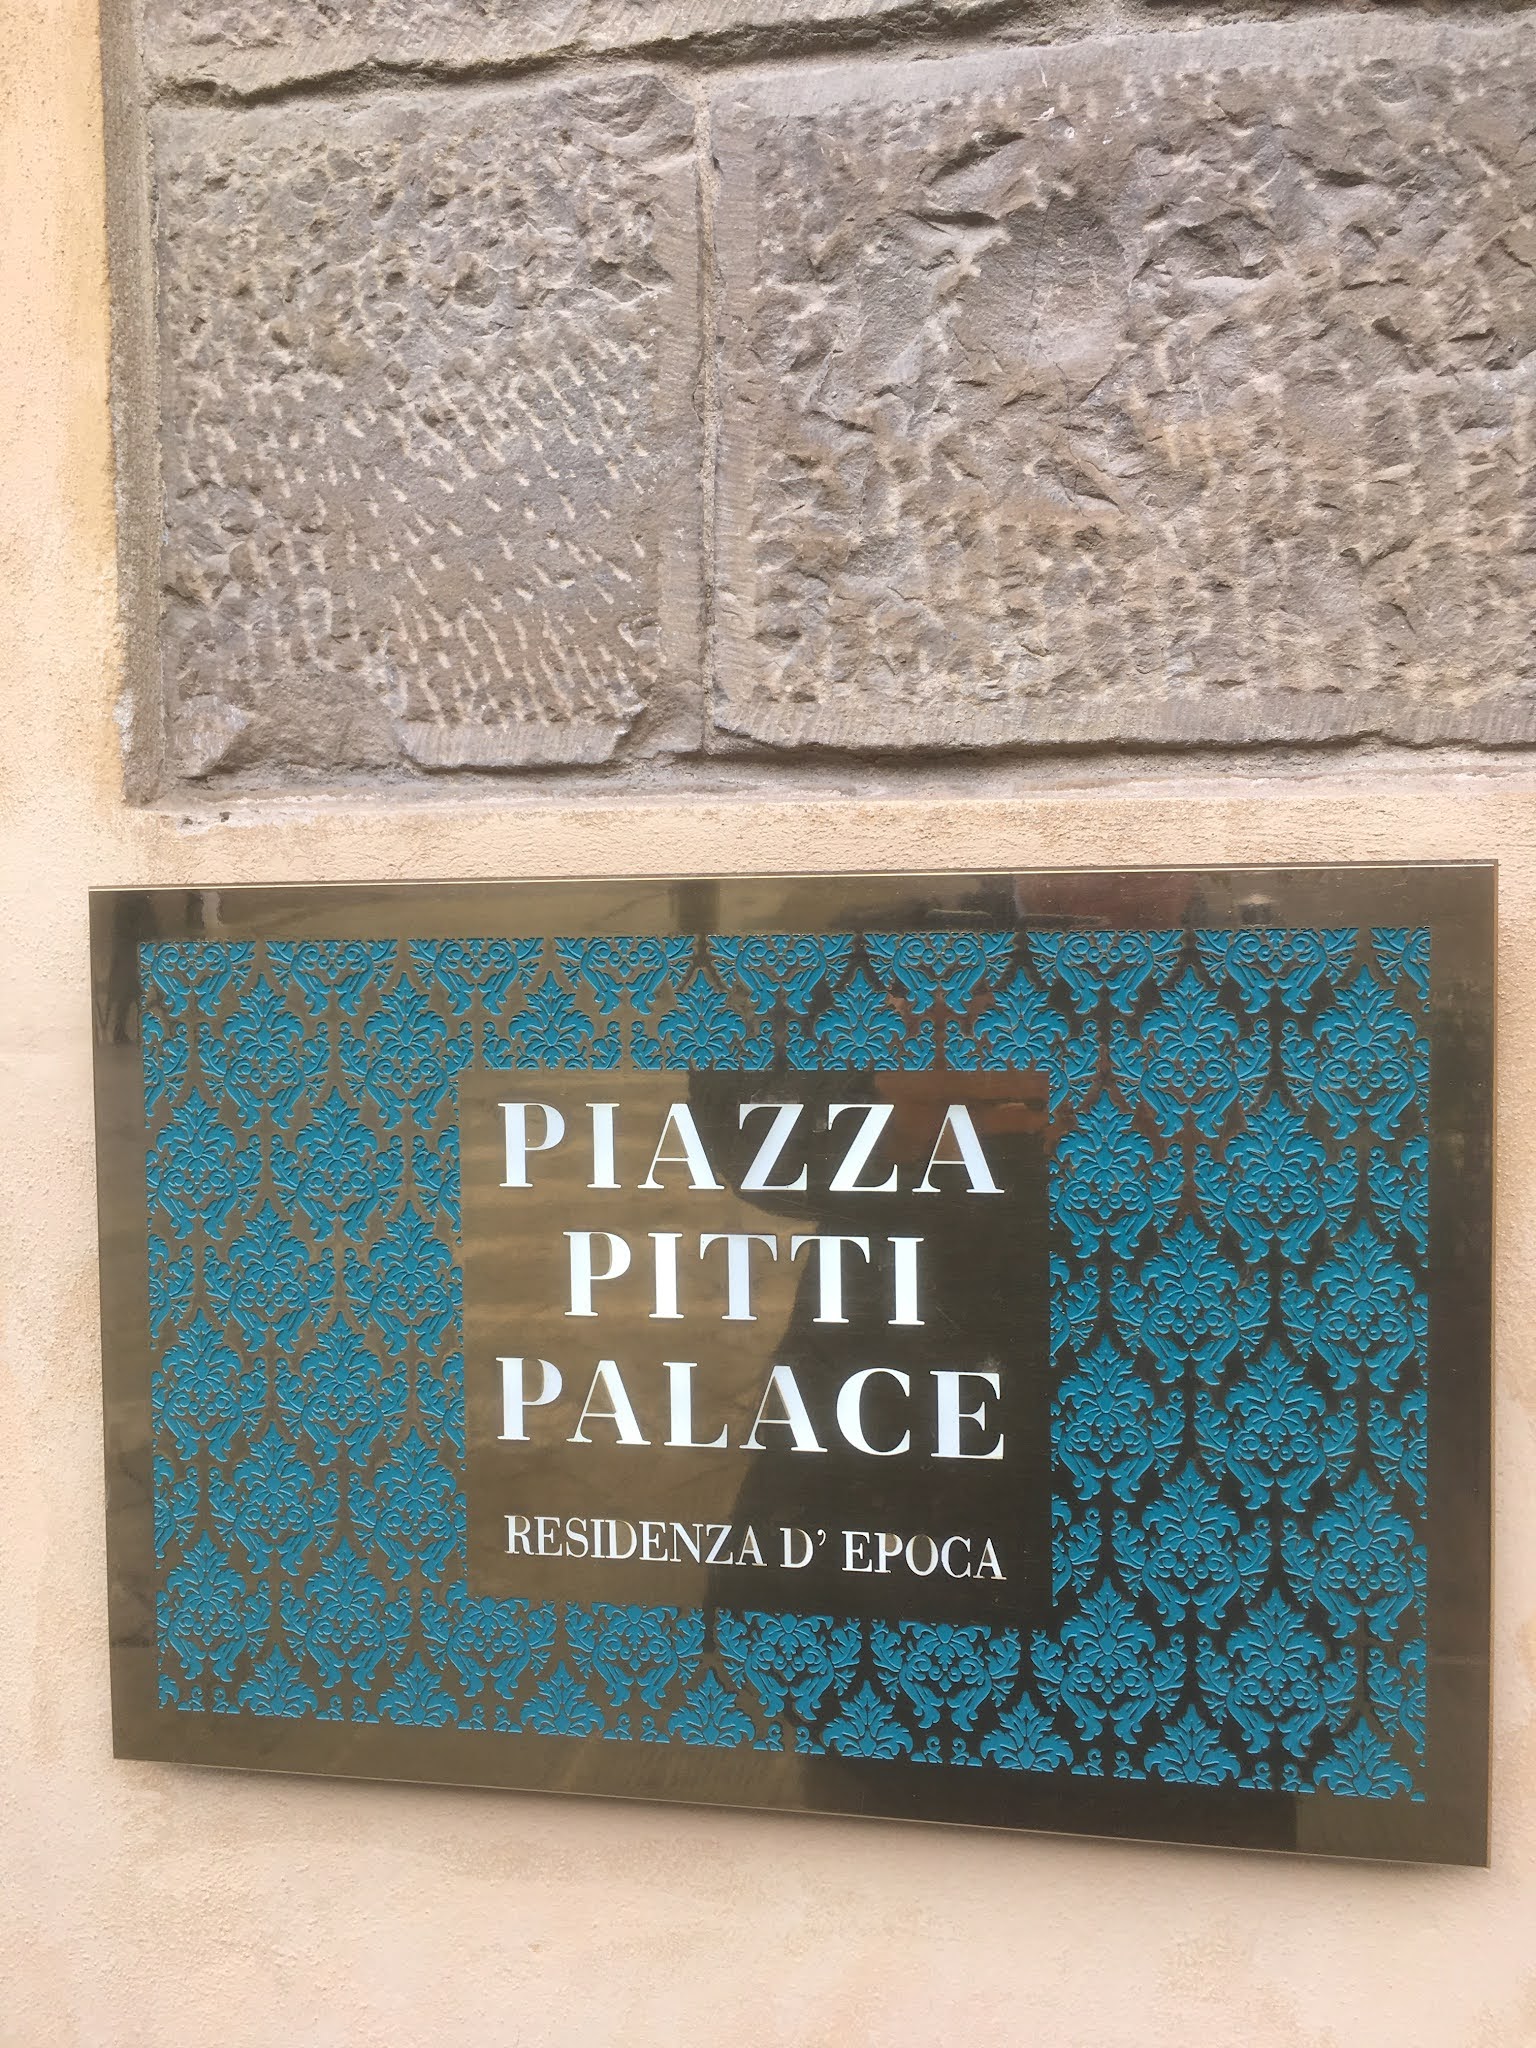 PIAZZA
PITTI
PALACE
RESIDENZA D' EPOCA